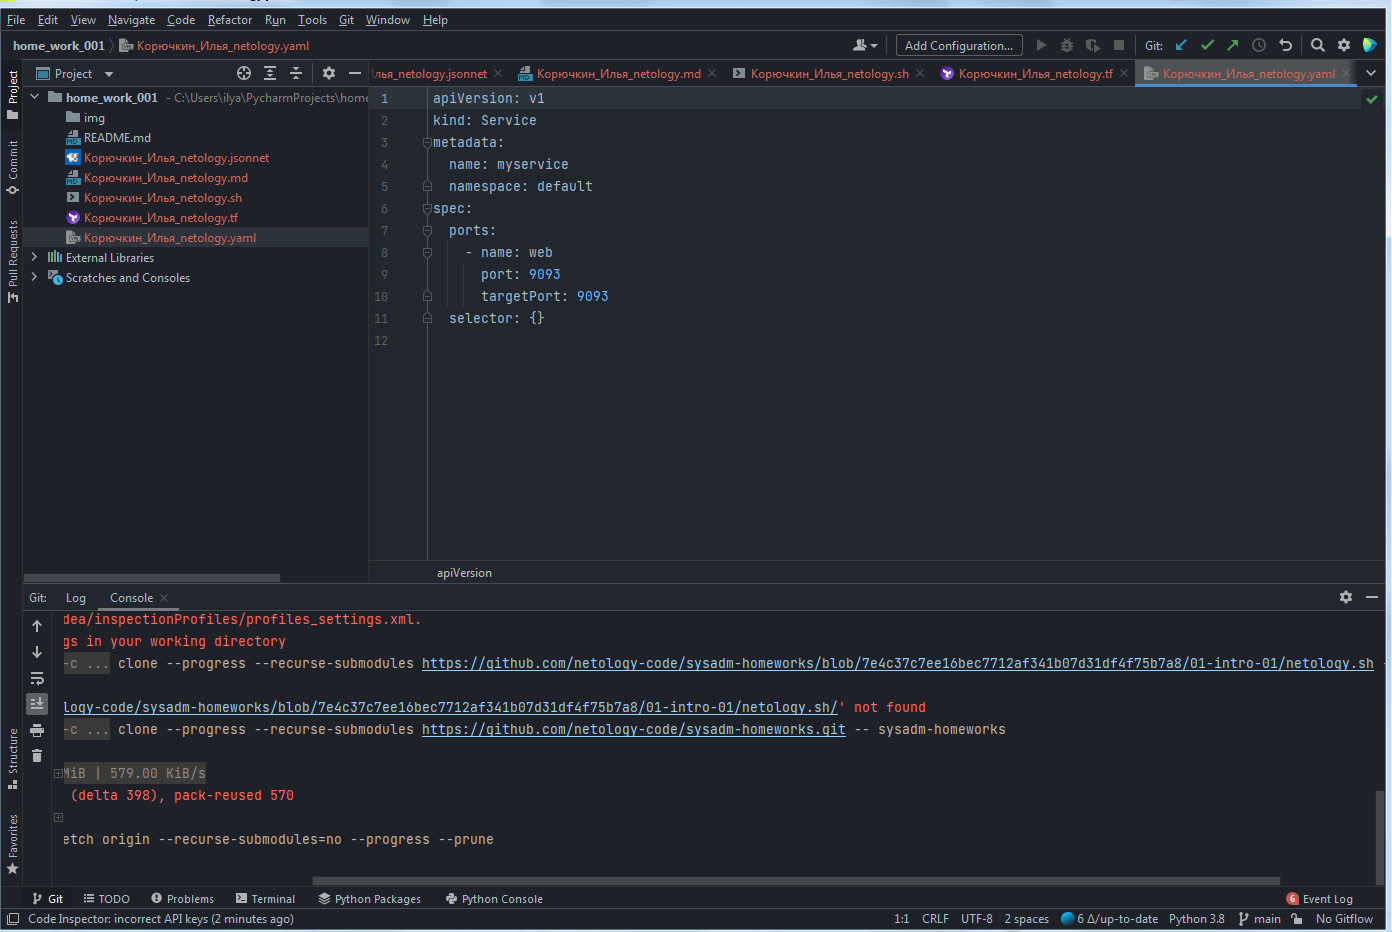 File Edit View Navigate Code Refactor Run Tools Git Window Help
home_work_001 Корючкин_Илья_netology.yaml Add Configuration... Git:
Project
Илья_netology.jsonnet Корючкин_Илья_netology.md Корючкин_Илья_netology.sh Корючкин_Илья_netology.tf Корючкин_Илья_netology.yaml
Project
Commit
Pull Requests
Structure
Favorites
home_work_001 - C:\Users\ilya\PycharmProjects\home
img
README.md
Корючкин_Илья_netology.jsonnet
Корючкин_Илья_netology.md
Корючкин_Илья_netology.sh
Корючкин_Илья_netology.tf
Корючкин_Илья_netology.yaml
External Libraries
Scratches and Consoles
1 apiVersion: v1
2 kind: Service
3 metadata:
4 name: myservice
5 namespace: default
6 spec:
7 ports:
8 - name: web
9 port: 9093
10 targetPort: 9093
11 selector: {}
12
apiVersion
Git: Log Console
dea/inspectionProfiles/profiles_settings.xml.
gs in your working directory
-c ... clone --progress --recurse-submodules https://github.com/netology-code/sysadm-homeworks/blob/7e4c37c7ee16bec7712af341b07d31df4f75b7a8/01-intro-01/netology.sh -
logy-code/sysadm-homeworks/blob/7e4c37c7ee16bec7712af341b07d31df4f75b7a8/01-intro-01/netology.sh/' not found
-c ... clone --progress --recurse-submodules https://github.com/netology-code/sysadm-homeworks.git -- sysadm-homeworks
MiB | 579.00 KiB/s
(delta 398), pack-reused 570
etch origin --recurse-submodules=no --progress --prune
Git TODO Problems Terminal Python Packages Python Console 6 Event Log
Code Inspector: incorrect API keys (2 minutes ago) 1:1 CRLF UTF-8 2 spaces 6 Δ/up-to-date Python 3.8 main No Gitflow